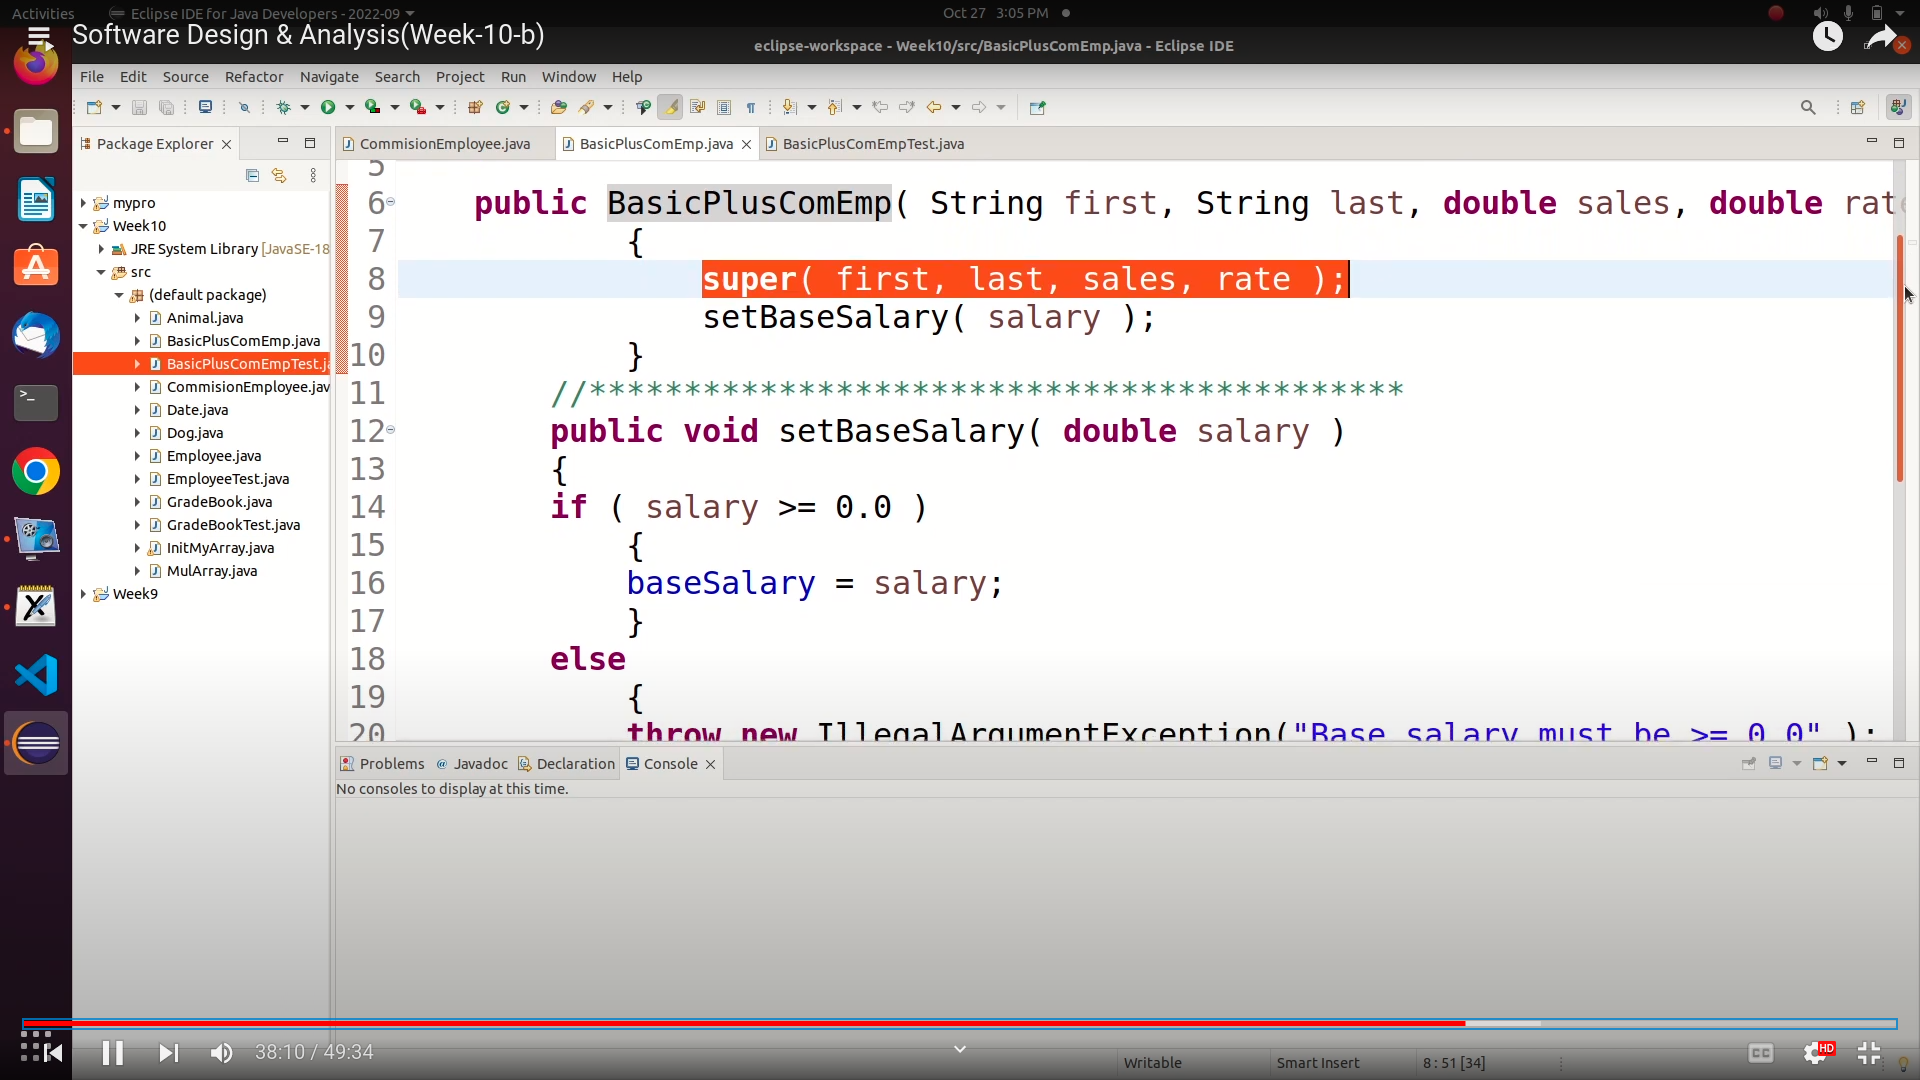 Activities
Eclipse IDE for Java Developers - 2022-09
Oct 27 3:05 PM
Software Design & Analysis(Week-10-b)
eclipse-workspace - Week10/src/BasicPlusComEmp.java - Eclipse IDE
File Edit Source Refactor Navigate Search Project Run Window Help
Package Explorer
mypro
Week10
JRE System Library [JavaSE-18
src
(default package)
Animal.java
BasicPlusComEmp.java
BasicPlusComEmpTest.ja
CommisionEmployee.jav
Date.java
Dog.java
Employee.java
EmployeeTest.java
GradeBook.java
GradeBookTest.java
InitMyArray.java
MulArray.java
Week9
CommisionEmployee.java BasicPlusComEmp.java BasicPlusComEmpTest.java
5
6 public BasicPlusComEmp( String first, String last, double sales, double rate
7 {
8 super( first, last, sales, rate );
9 setBaseSalary( salary );
10 }
11 //*******************************************
12 public void setBaseSalary( double salary )
13 {
14 if ( salary >= 0.0 )
15 {
16 baseSalary = salary;
17 }
18 else
19 {
20 throw new IllegalArgumentException("Base salary must be >= 0.0" );
Problems @ Javadoc Declaration Console
No consoles to display at this time.
38:10 / 49:34
CC
HD
Writable Smart Insert 8 : 51 [34]